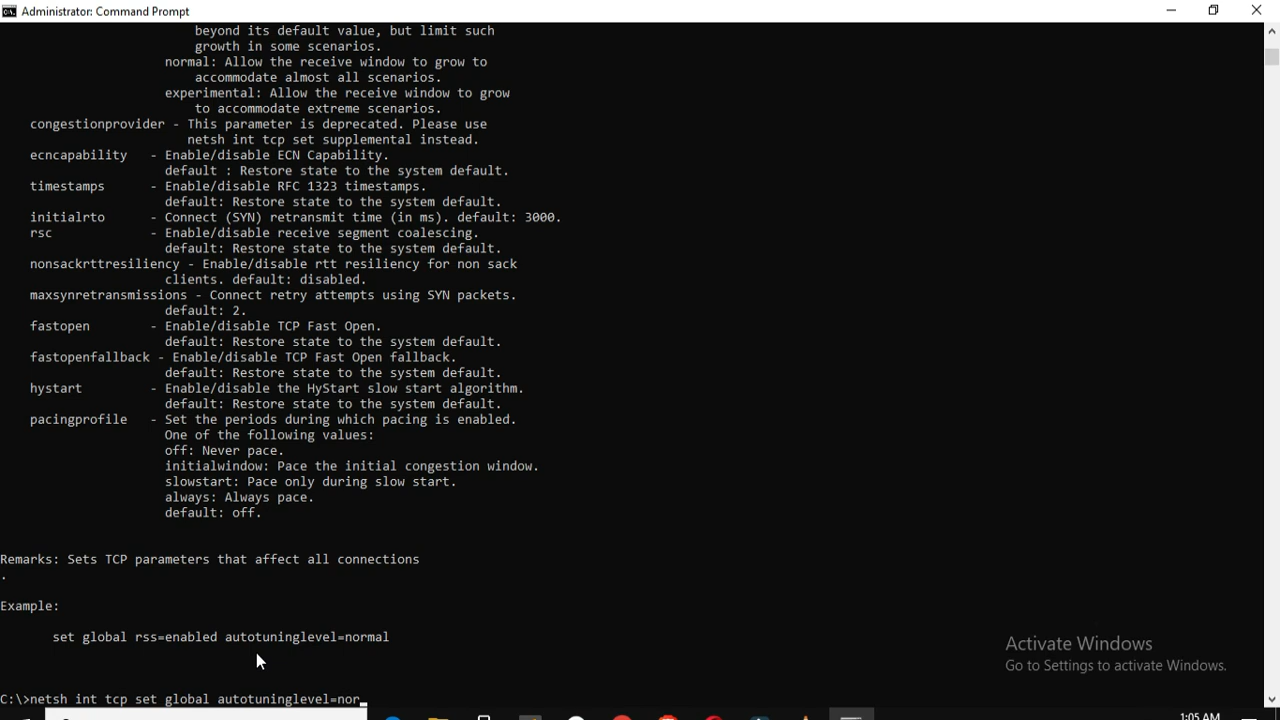 Administrator: Command Prompt
beyond its default value, but limit such
growth in some scenarios.
normal: Allow the receive window to grow to
accommodate almost all scenarios.
experimental: Allow the receive window to grow
to accommodate extreme scenarios.
congestionprovider - This parameter is deprecated. Please use
netsh int tcp set supplemental instead.
ecncapability - Enable/disable ECN Capability.
default : Restore state to the system default.
timestamps - Enable/disable RFC 1323 timestamps.
default: Restore state to the system default.
initialrto - Connect (SYN) retransmit time (in ms). default: 3000.
rsc - Enable/disable receive segment coalescing.
default: Restore state to the system default.
nonsackrttresiliency - Enable/disable rtt resiliency for non sack
clients. default: disabled.
maxsynretransmissions - Connect retry attempts using SYN packets.
default: 2.
fastopen - Enable/disable TCP Fast Open.
default: Restore state to the system default.
fastopenfallback - Enable/disable TCP Fast Open fallback.
default: Restore state to the system default.
hystart - Enable/disable the HyStart slow start algorithm.
default: Restore state to the system default.
pacingprofile - Set the periods during which pacing is enabled.
One of the following values:
off: Never pace.
initialwindow: Pace the initial congestion window.
slowstart: Pace only during slow start.
always: Always pace.
default: off.
Remarks: Sets TCP parameters that affect all connections
.
Example:
set global rss=enabled autotuninglevel=normal
Activate Windows
Go to Settings to activate Windows.
C:\>netsh int tcp set global autotuninglevel=nor_
1:05 AM